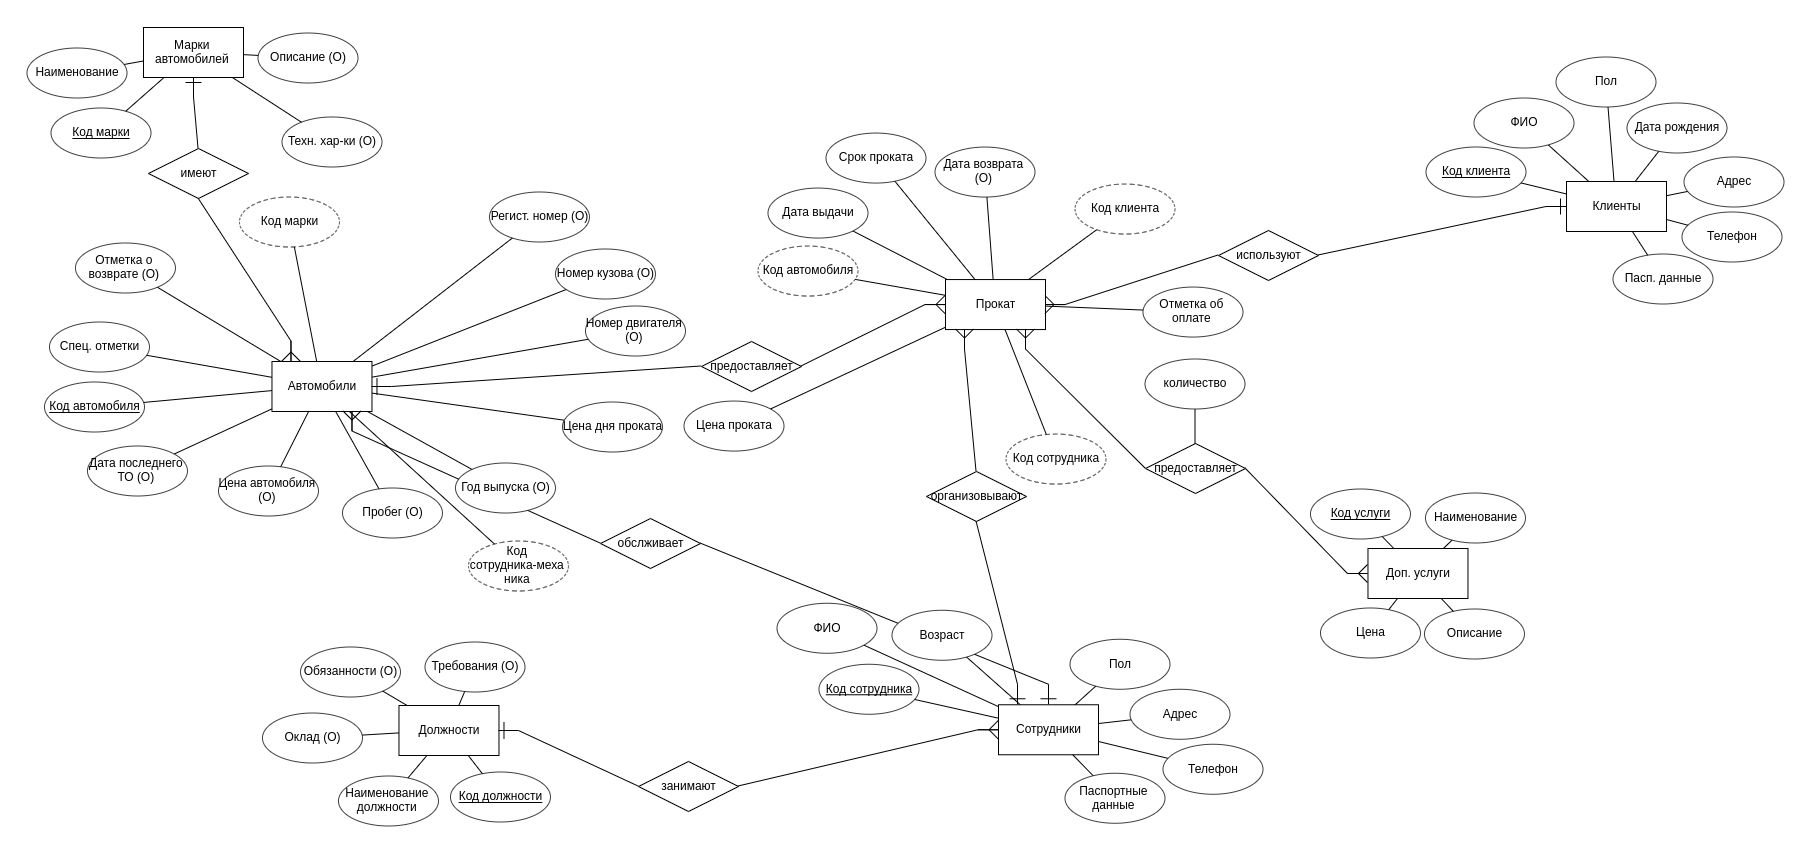 Марки
автомобилей
Наименование
Описание (О)
Код марки
Техн. хар-ки (О)
имеют
Код марки
Регист. номер (О)
Отметка о
возврате (О)
Номер кузова (О)
Номер двигателя
(О)
Спец. отметки
Автомобили
Код автомобиля
Цена дня проката
Дата последнего
ТО (О)
Цена автомобиля
(О)
Пробег (О)
Год выпуска (О)
Код
сотрудника-меха
ника
предоставляет
Срок проката
Дата возврата
(О)
Дата выдачи
Код клиента
Код автомобиля
Прокат
Отметка об
оплате
Цена проката
Код сотрудника
используют
Пол
ФИО
Дата рождения
Код клиента
Адрес
Клиенты
Телефон
Пасп. данные
количество
предоставляет
организовывают
обслживает
Код услуги
Наименование
Доп. услуги
Цена
Описание
ФИО
Возраст
Пол
Код сотрудника
Адрес
Сотрудники
Телефон
Паспортные
данные
Обязанности (О)
Требования (О)
Оклад (О)
Должности
Наименование
должности
Код должности
занимают